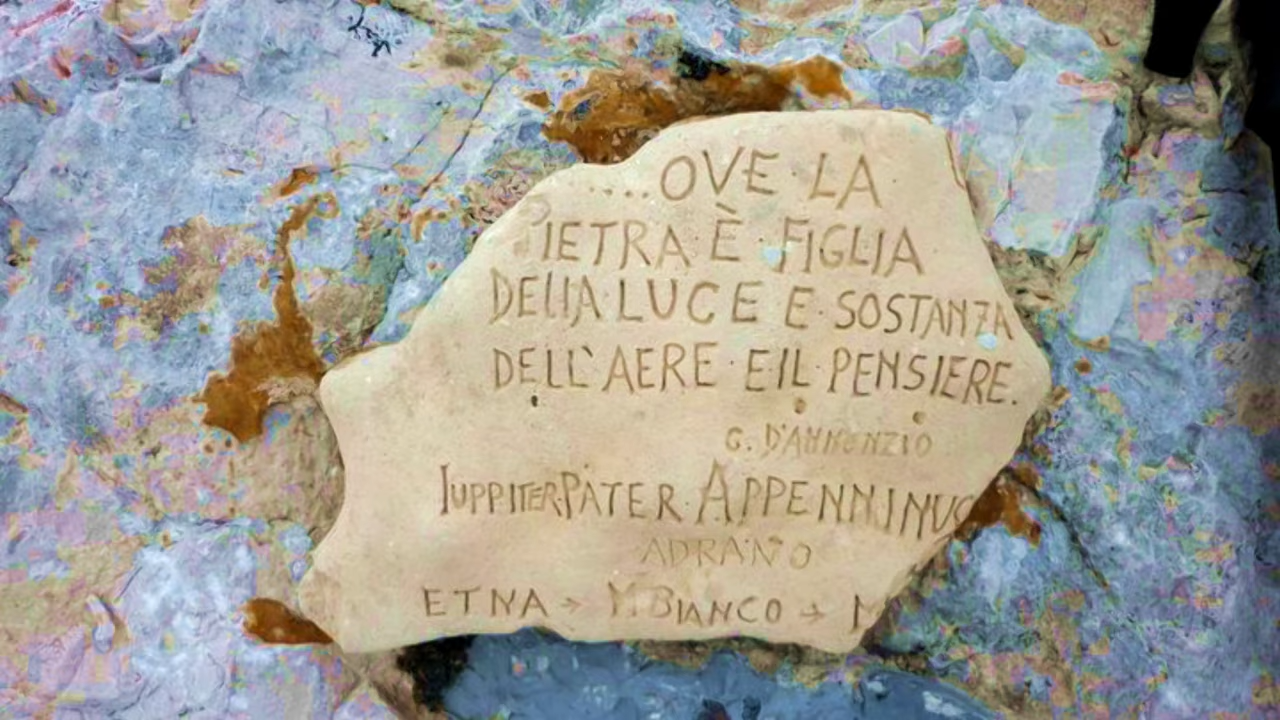 ....OVE·LA·
PIETRA·È·FIGLIA
DEllA·LUCE E·SOSTANZA
DELL'AERE·E·IL·PENSIERE.
G. D'ANNUNZIO
IUPPITER·PATER·APPENNINUS
ADRANO
ETNA → M. BIANCO → M